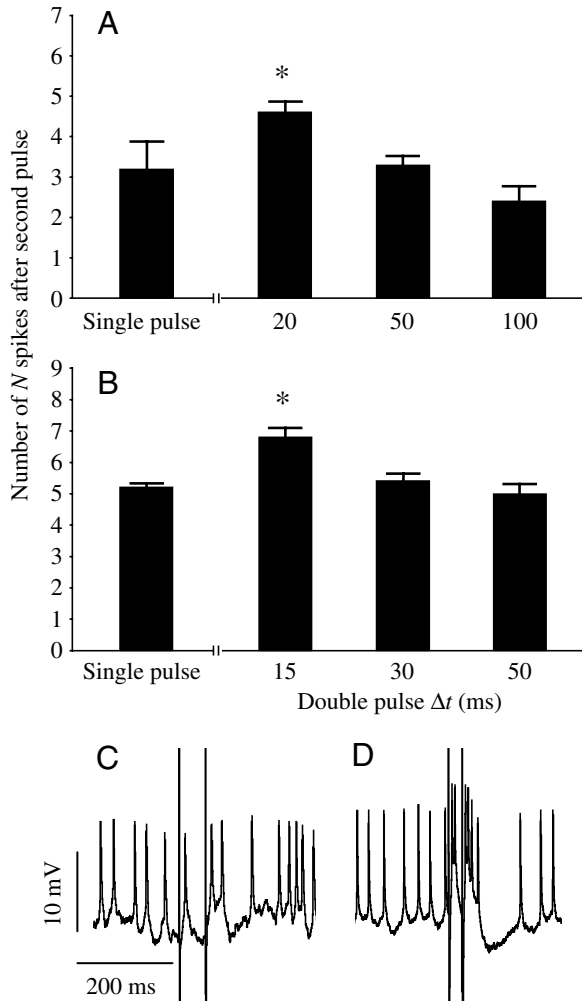 A
Number of N spikes after second pulse
7
6
5
4
3
2
1
0
*
Single pulse 20 50 100
B
9
8
7
6
5
4
3
2
1
0
*
Single pulse 15 30 50
Double pulse Δt (ms)
C
D
10 mV
200 ms